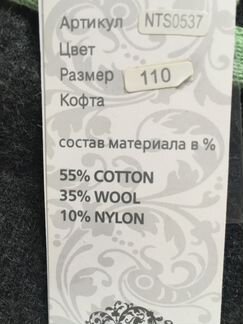 Артикул NTS0537
Цвет
Размер 110
Кофта
состав материала в %
55% COTTON
35% WOOL
10% NYLON